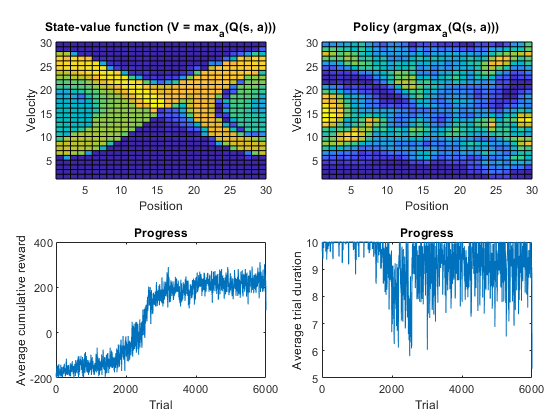 State-value function (V = maxₐ(Q(s, a)))
Policy (argmaxₐ(Q(s, a)))
30
25
20
15
10
5
Velocity
5 10 15 20 25 30
Position
30
25
20
15
10
5
Velocity
5 10 15 20 25 30
Position
Progress
400
200
0
-200
Average cumulative reward
0 2000 4000 6000
Trial
Progress
10
9
8
7
6
5
Average trial duration
0 2000 4000 6000
Trial